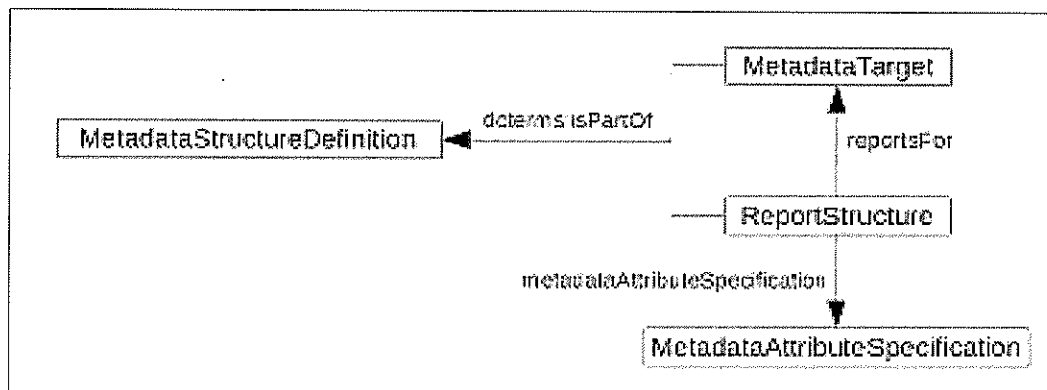 MetadataTarget
dcterms:isPartOf
MetadataStructureDefinition
reportsFor
ReportStructure
metadataAttributeSpecification
MetadataAttributeSpecification